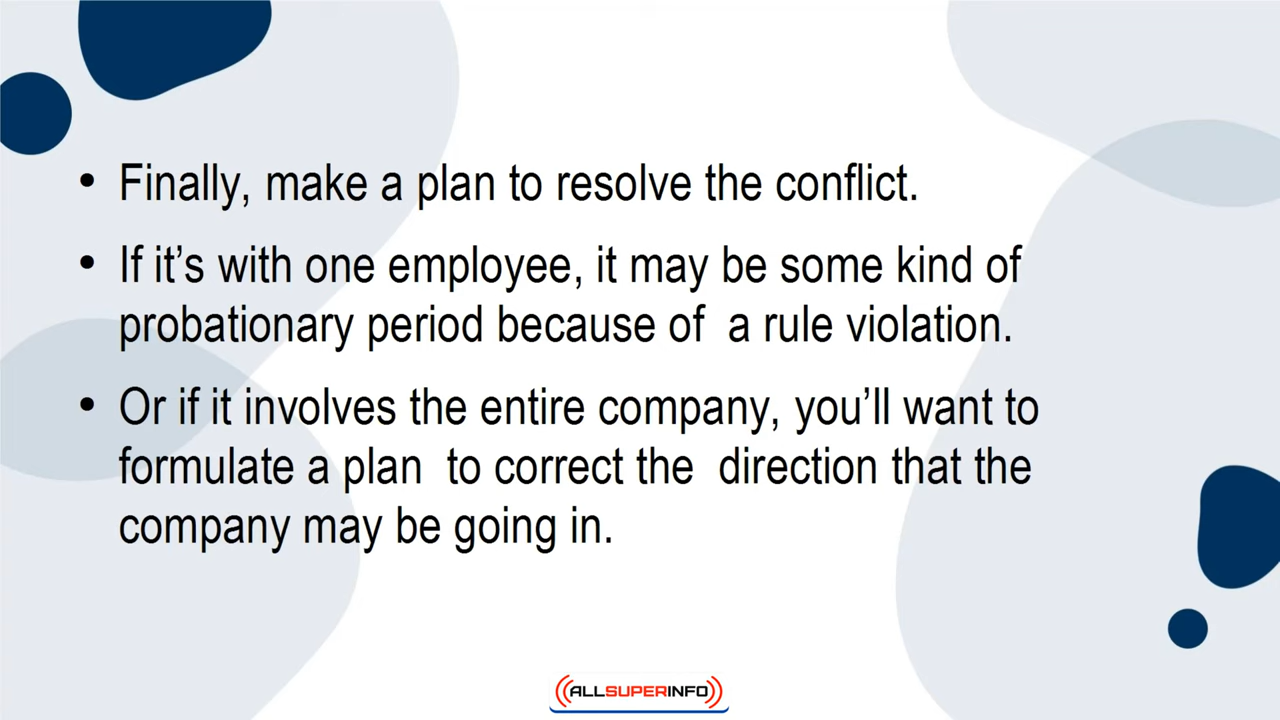 • Finally, make a plan to resolve the conflict.
• If it’s with one employee, it may be some kind of
probationary period because of  a rule violation.
• Or if it involves the entire company, you’ll want to
formulate a plan  to correct the  direction that the
company may be going in.
ALLSUPERINFO